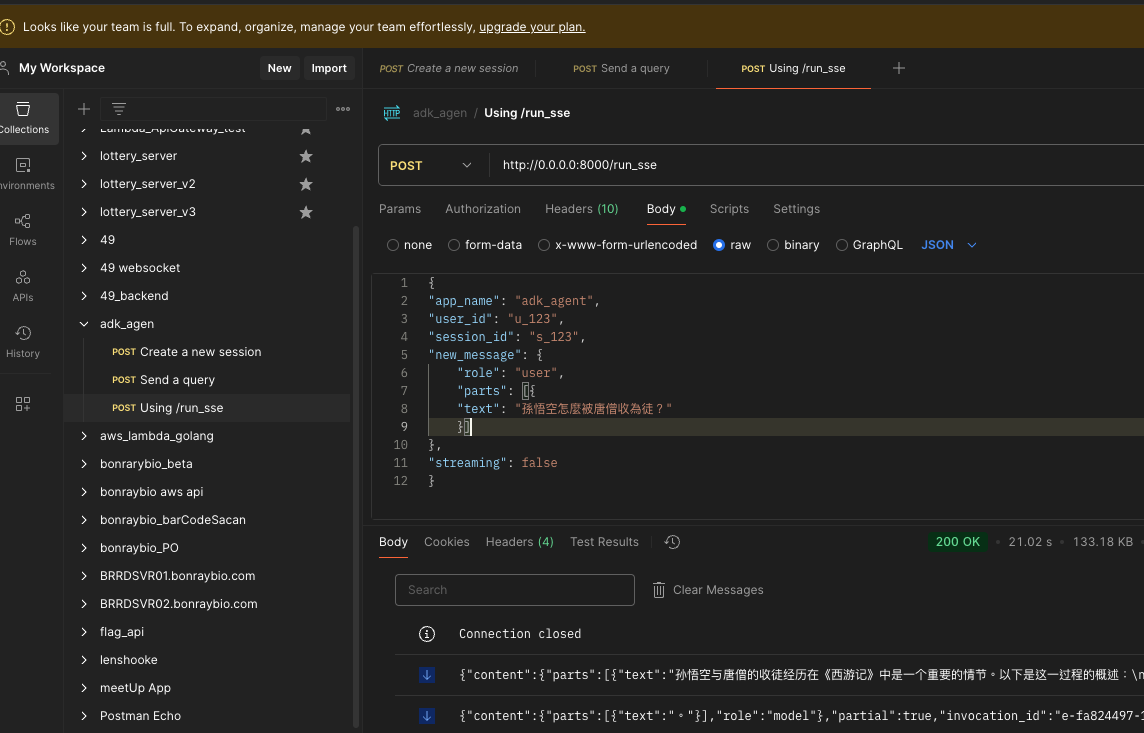 Looks like your team is full. To expand, organize, manage your team effortlessly, upgrade your plan.
My Workspace
New
Import
POST Create a new session
POST Send a query
POST Using /run_sse
Collections
nvironments
Flows
APIs
History
Lambda_ApiGateway_test
lottery_server
lottery_server_v2
lottery_server_v3
49
49 websocket
49_backend
adk_agen
POST Create a new session
POST Send a query
POST Using /run_sse
aws_lambda_golang
bonrarybio_beta
bonraybio aws api
bonraybio_barCodeSacan
bonraybio_PO
BRRDSVR01.bonraybio.com
BRRDSVR02.bonraybio.com
flag_api
lenshooke
meetUp App
Postman Echo
HTTP adk_agen / Using /run_sse
POST http://0.0.0.0:8000/run_sse
Params Authorization Headers (10) Body Scripts Settings
none form-data x-www-form-urlencoded raw binary GraphQL JSON
1 {
2 "app_name": "adk_agent",
3 "user_id": "u_123",
4 "session_id": "s_123",
5 "new_message": {
6 "role": "user",
7 "parts": [{
8 "text": "孫悟空怎麼被唐僧收為徒？"
9 }]
10 },
11 "streaming": false
12 }
Body Cookies Headers (4) Test Results
200 OK • 21.02 s • 133.18 KB
Search
Clear Messages
Connection closed
{"content":{"parts":[{"text":"孙悟空与唐僧的收徒经历在《西游记》中是一个重要的情节。以下是这一过程的概述：\n
{"content":{"parts":[{"text":"。"}],"role":"model"},"partial":true,"invocation_id":"e-fa824497-1